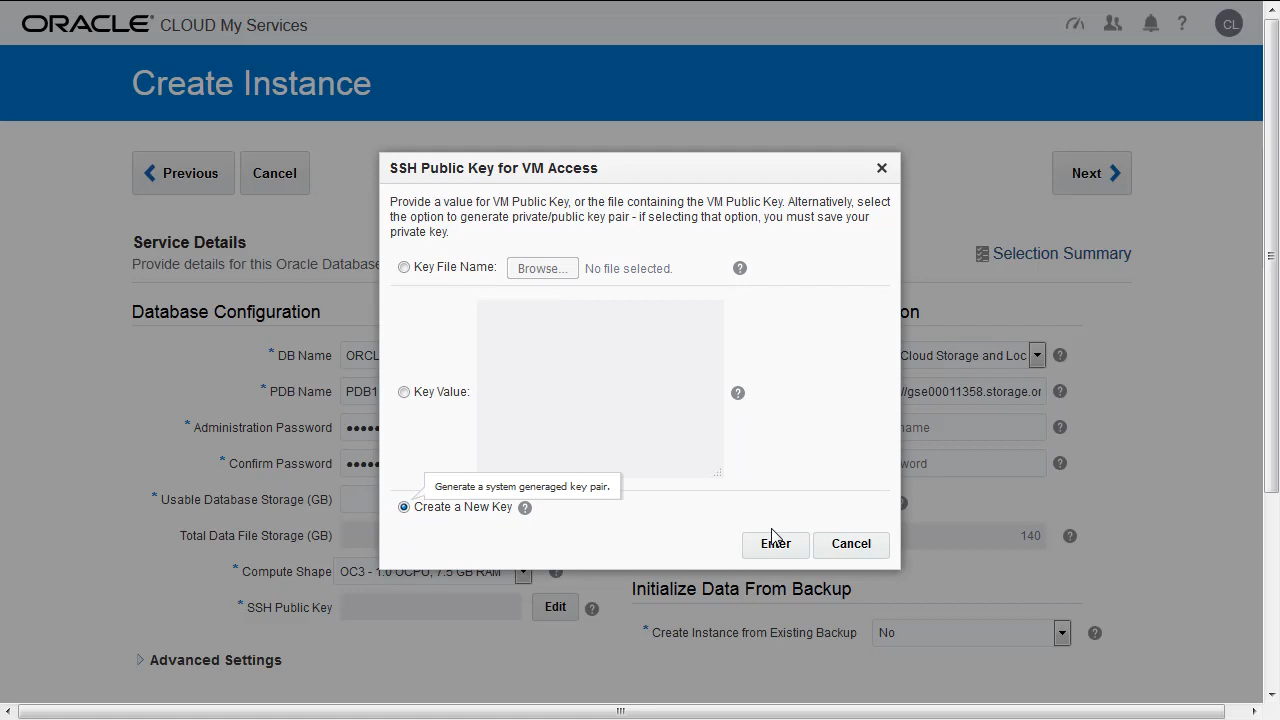 ORACLE® CLOUD My Services
CL
Create Instance
Previous
Cancel
Next
Service Details
Provide details for this Oracle Database
Selection Summary
SSH Public Key for VM Access
Provide a value for VM Public Key, or the file containing the VM Public Key. Alternatively, select
the option to generate private/public key pair - if selecting that option, you must save your
private key.
Key File Name: Browse... No file selected.
Key Value:
Generate a system generaged key pair.
Create a New Key
Enter
Cancel
Database Configuration
* DB Name ORCL
* PDB Name PDB1
* Administration Password
* Confirm Password
* Usable Database Storage (GB)
Total Data File Storage (GB)
* Compute Shape OC3 - 1.0 OCPU, 7.5 GB RAM
* SSH Public Key Edit
Advanced Settings
on
Cloud Storage and Loc
//gse00011358.storage.or
name
word
140
Initialize Data From Backup
* Create Instance from Existing Backup No